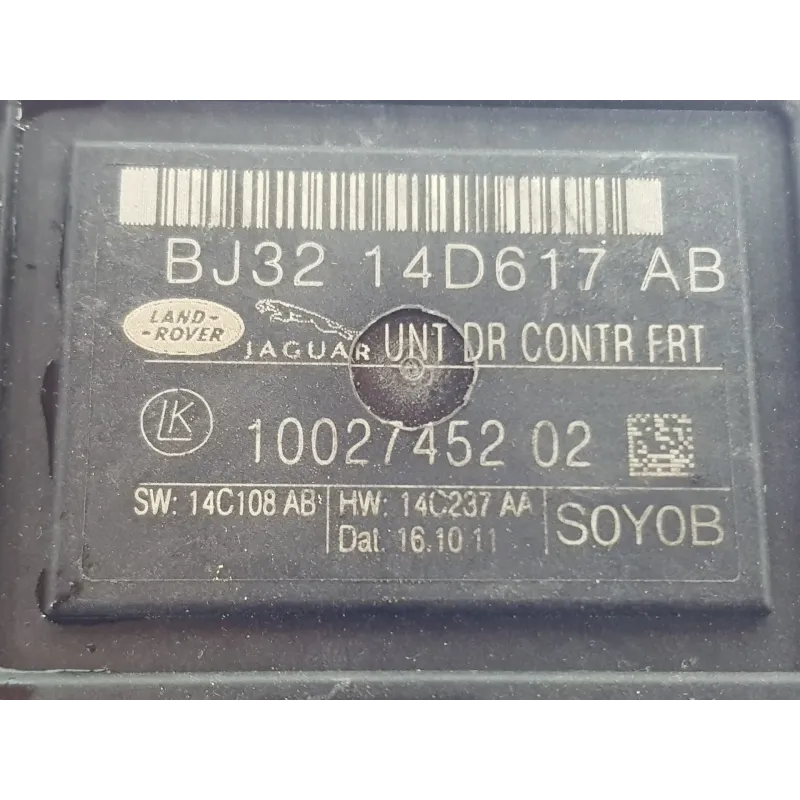 BJ32 14D617 AB
LAND-
-ROVER
JAGUAR
UNT DR CONTR FRT
LK
10027452 02
SW: 14C108 AB
HW: 14C237 AA
Dat. 16.10.11
SOYOB